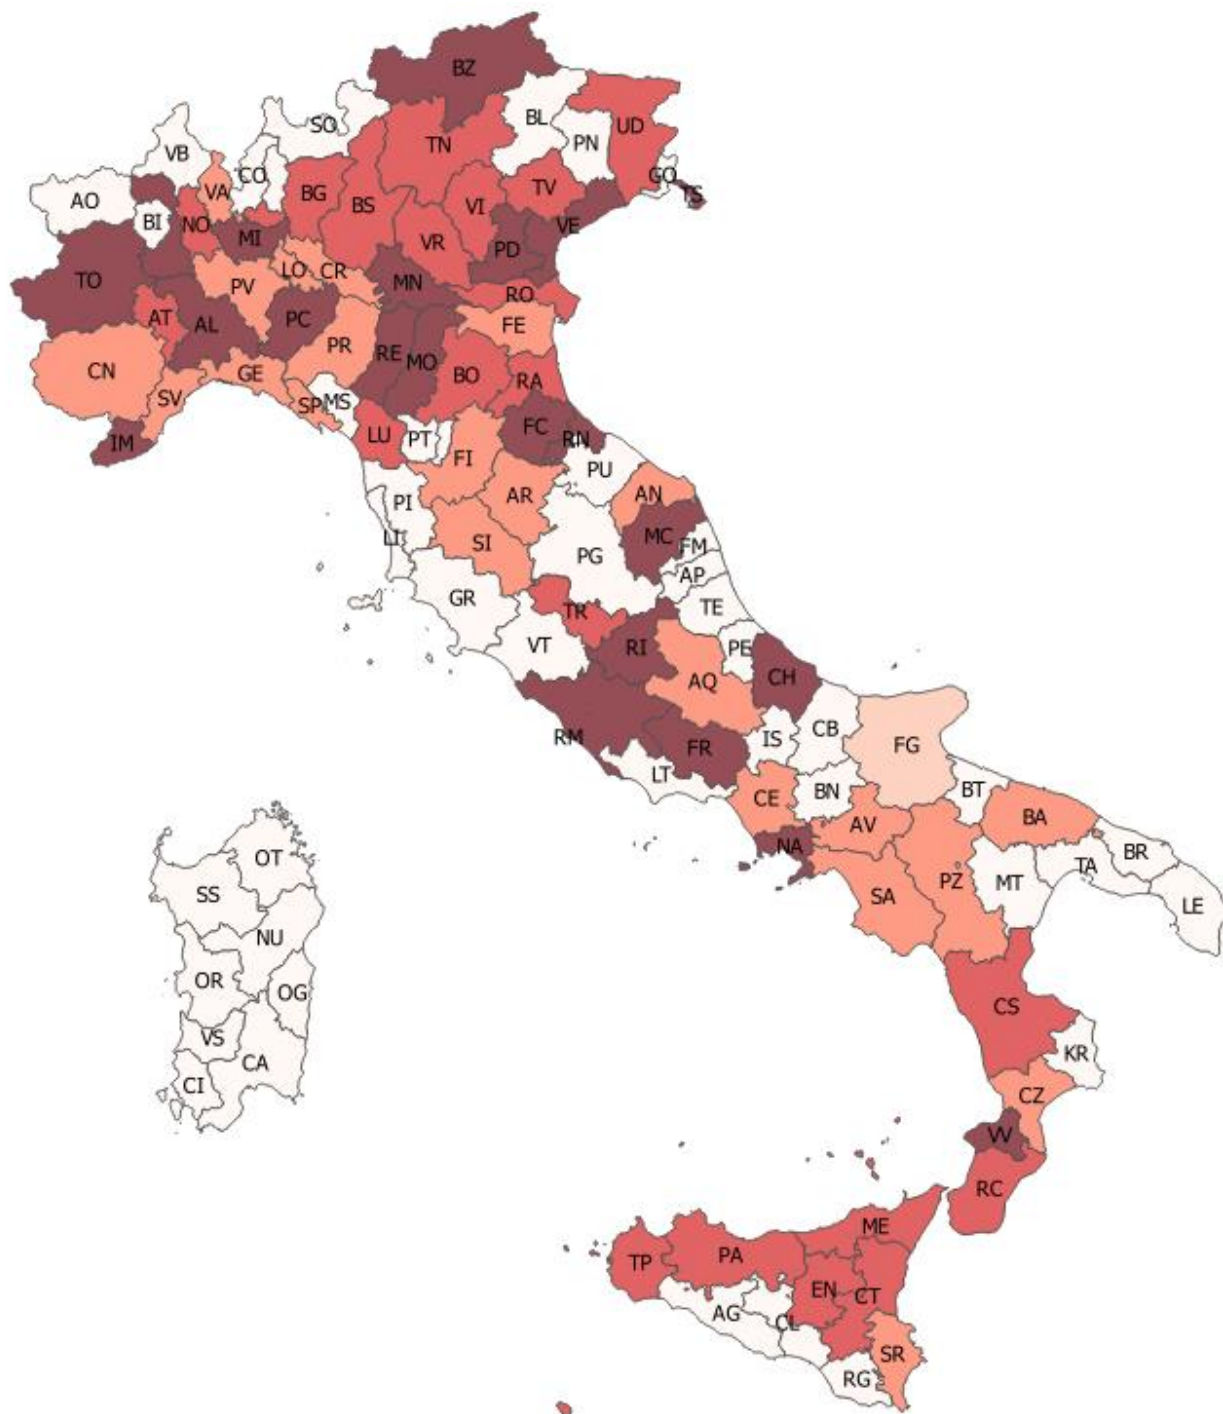 BZ
BL
UD
SO
TN
PN
VB
CO
GO
VA
BG
TV
TS
AO
BS
VI
BI
NO
MI
VE
VR
PD
TO
LO
CR
PV
MN
RO
AT
AL
PC
FE
PR
RE
MO
BO
RA
CN
GE
SV
SP
MS
IM
LU
PT
FC
RN
FI
PU
AR
AN
PI
LI
SI
MC
FM
PG
AP
GR
TE
TR
VT
RI
PE
AQ
CH
RM
FR
IS
CB
FG
LT
CE
BN
BT
AV
BA
NA
OT
BR
SS
SA
PZ
MT
TA
LE
NU
OR
OG
CS
VS
CA
KR
CI
CZ
VV
RC
ME
TP
PA
EN
CT
AG
CL
SR
RG